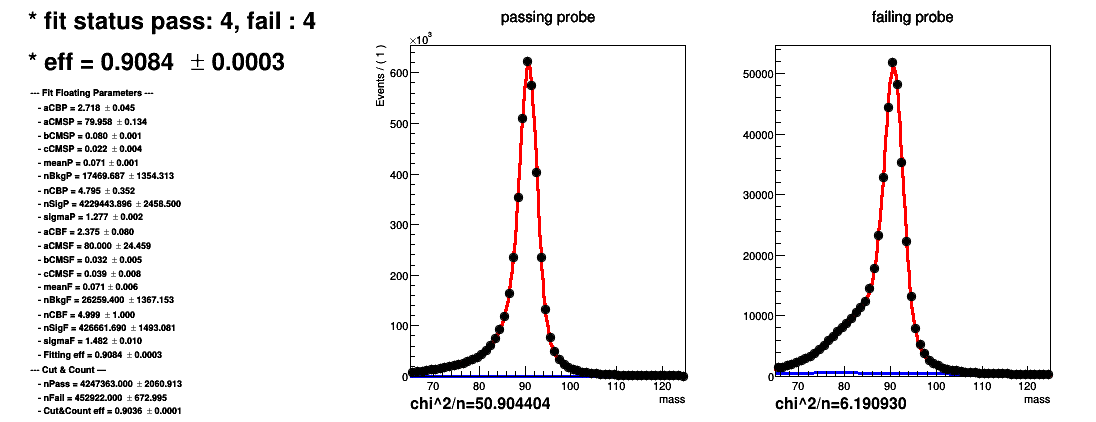 * fit status pass: 4, fail : 4
* eff = 0.9084 ± 0.0003
--- Fit Floating Parameters ---
- aCBP = 2.718 ± 0.045
- aCMSP = 79.958 ± 0.134
- bCMSP = 0.080 ± 0.001
- cCMSP = 0.022 ± 0.004
- meanP = 0.071 ± 0.001
- nBkgP = 17469.687 ± 1354.313
- nCBP = 4.795 ± 0.352
- nSigP = 4229443.896 ± 2458.500
- sigmaP = 1.277 ± 0.002
- aCBF = 2.375 ± 0.080
- aCMSF = 80.000 ± 24.459
- bCMSF = 0.032 ± 0.005
- cCMSF = 0.039 ± 0.008
- meanF = 0.071 ± 0.006
- nBkgF = 26259.400 ± 1367.153
- nCBF = 4.999 ± 1.000
- nSigF = 426661.690 ± 1493.081
- sigmaF = 1.482 ± 0.010
- Fitting eff = 0.9084 ± 0.0003
--- Cut & Count ---
- nPass = 4247363.000 ± 2060.913
- nFail = 452922.000 ± 672.995
- Cut&Count eff = 0.9036 ± 0.0001
passing probe
×10³
Events / ( 1 )
600
500
400
300
200
100
0
70 80 90 100 110 120
mass
chi^2/n=50.904404
failing probe
50000
40000
30000
20000
10000
0
70 80 90 100 110 120
mass
chi^2/n=6.190930